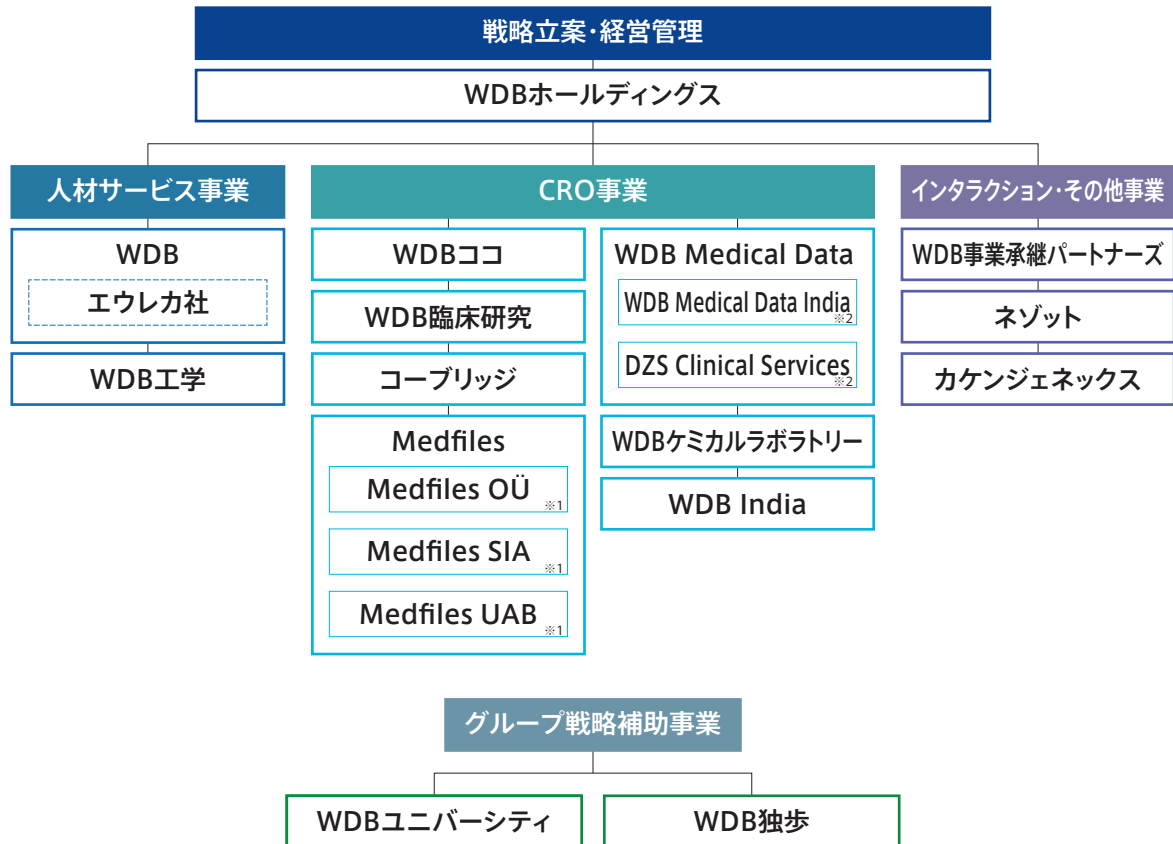 戦略立案・経営管理
WDBホールディングス
人材サービス事業
WDB
エウレカ社
WDB工学
CRO事業
WDBココ
WDB臨床研究
コーブリッジ
Medfiles
Medfiles OÜ ※1
Medfiles SIA ※1
Medfiles UAB ※1
WDB Medical Data
WDB Medical Data India ※2
DZS Clinical Services ※2
WDBケミカルラボラトリー
WDB India
インタラクション・その他事業
WDB事業承継パートナーズ
ネゾット
カケンジェネックス
グループ戦略補助事業
WDBユニバーシティ
WDB独歩